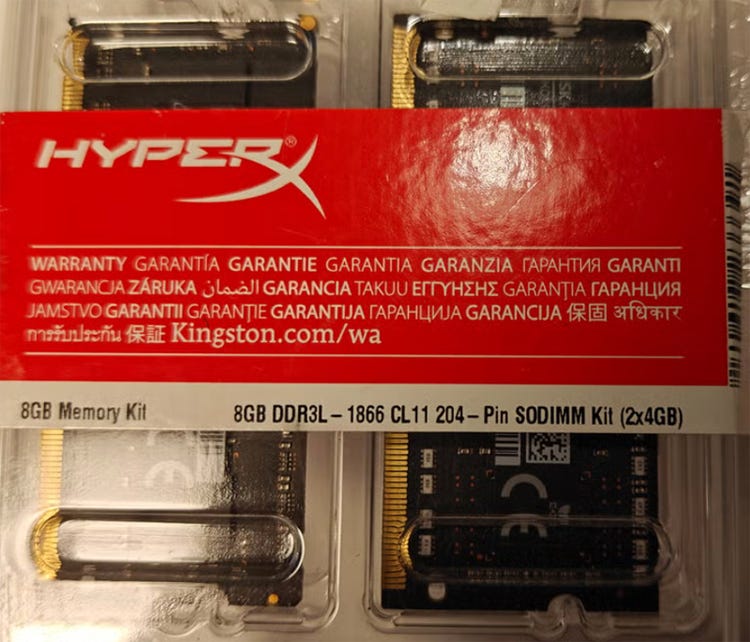 HYPERX®
WARRANTY GARANTÍA GARANTIE GARANTIA GARANZIA ГАРАНТИЯ GARANTI
GWARANCJA ZÁRUKA الضمان GARANCIA TAKUU ΕΓΓΥΗΣΗΣ GARANŢIA ГАРАНЦИЯ
JAMSTVO GARANTII GARANŢIE GARANTIJA ГАРАНЦИЈА GARANCIJA 保固 अधिकार
การรับประกัน 保証 Kingston.com/wa
8GB Memory Kit 8GB DDR3L – 1866 CL11 204 – Pin SODIMM Kit (2x4GB)
CE
CE